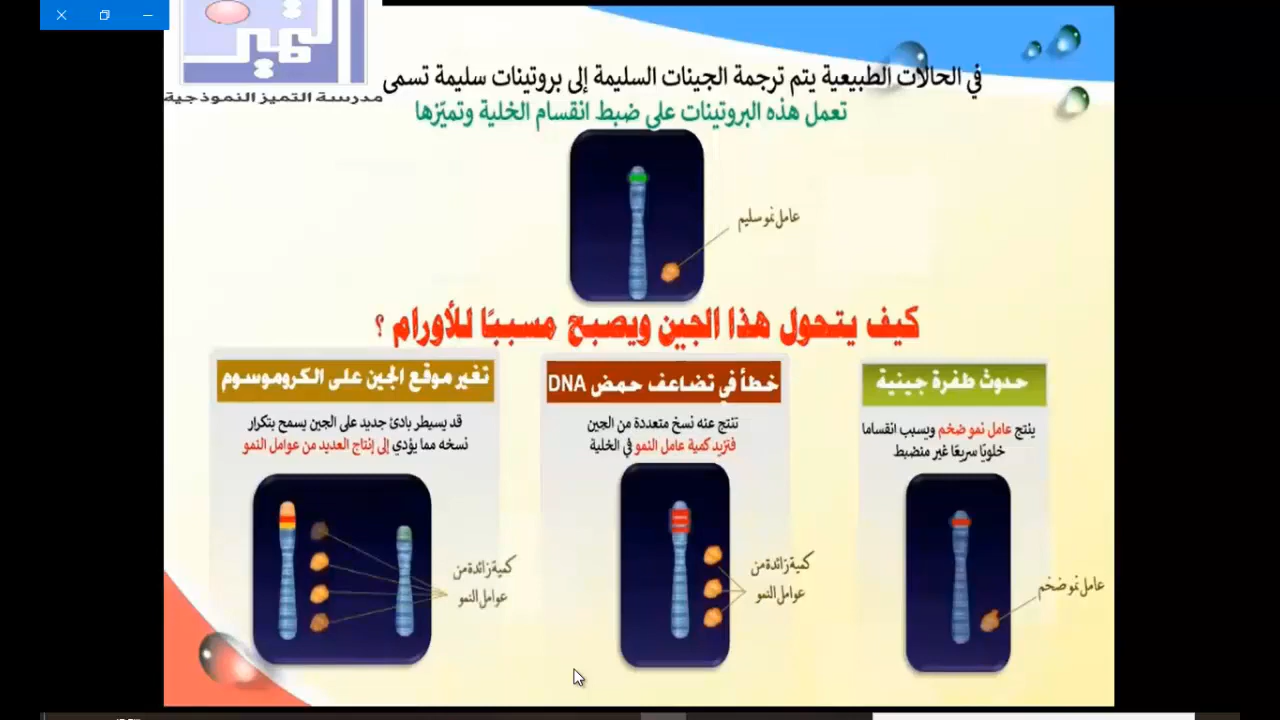 التميز
مدرسة التميز النموذجية
في الحالات الطبيعية يتم ترجمة الجينات السليمة إلى بروتينات سليمة تسمى
تعمل هذه البروتينات علي ضبط انقسام الخلية وتميّزها
عامل نمو سليم
كيف يتحول هذا الجين ويصبح مسببًا للأورام ؟
حدوث طفرة جينية
ينتج عامل نمو ضخم ويسبب انقساما
خلويًا سريعًا غير منضبط
عامل نمو ضخم
خطأ في تضاعف حمض DNA
تنتج عنه نسخ متعددة من الجين
فتزيد كمية عامل النمو في الخلية
كمية زائدة من
عوامل النمو
تغير موقع الجين على الكروموسوم
قد يسيطر بادئ جديد على الجين يسمح بتكرار
نسخه مما يؤدي إلى إنتاج العديد من عوامل النمو
كمية زائدة من
عوامل النمو